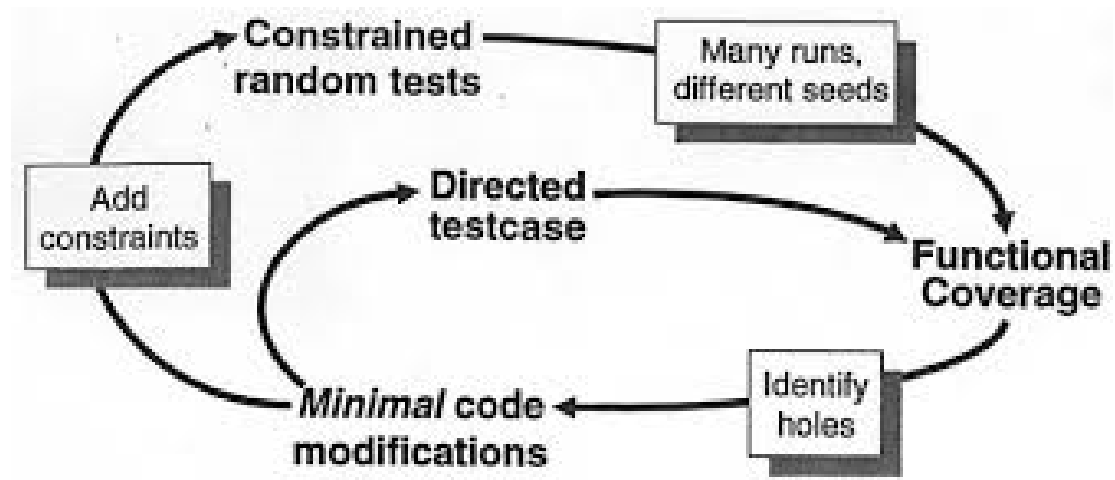 Constrained
random tests
Many runs,
different seeds
Add
constraints
Directed
testcase
Functional
Coverage
Identify
holes
Minimal code
modifications